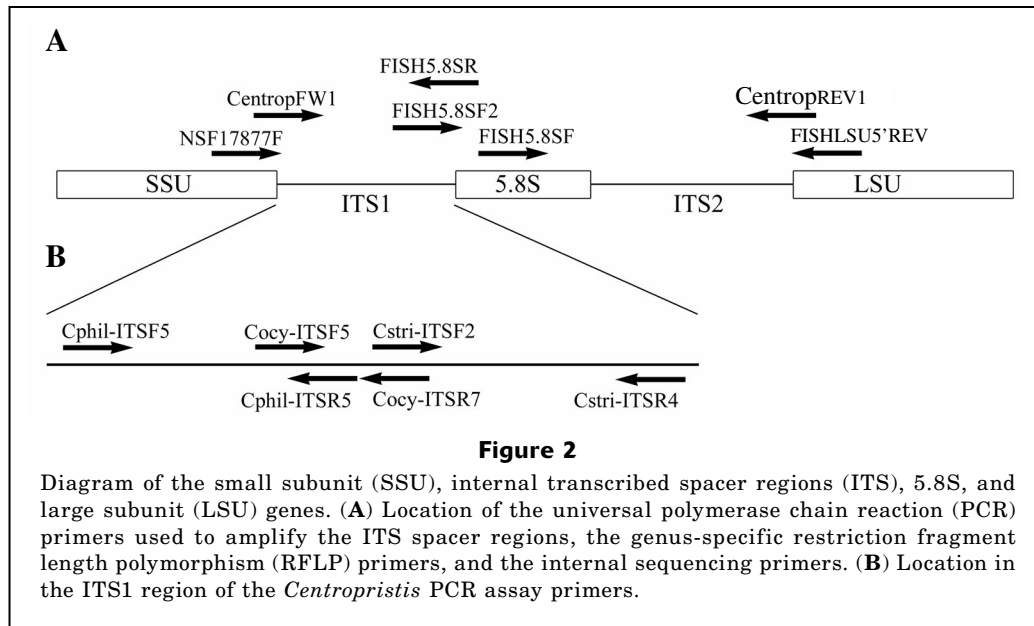 A
FISH5.8SR
CentropFW1
FISH5.8SF2
CentropREV1
NSF17877F
FISH5.8SF
FISHLSU5’REV
SSU
ITS1
5.8S
ITS2
LSU
B
Cphil-ITSF5
Cocy-ITSF5
Cstri-ITSF2
Cphil-ITSR5
Cocy-ITSR7
Cstri-ITSR4
Figure 2
Diagram of the small subunit (SSU), internal transcribed spacer regions (ITS), 5.8S, and
large subunit (LSU) genes. (A) Location of the universal polymerase chain reaction (PCR)
primers used to amplify the ITS spacer regions, the genus-specific restriction fragment
length polymorphism (RFLP) primers, and the internal sequencing primers. (B) Location in
the ITS1 region of the Centropristis PCR assay primers.